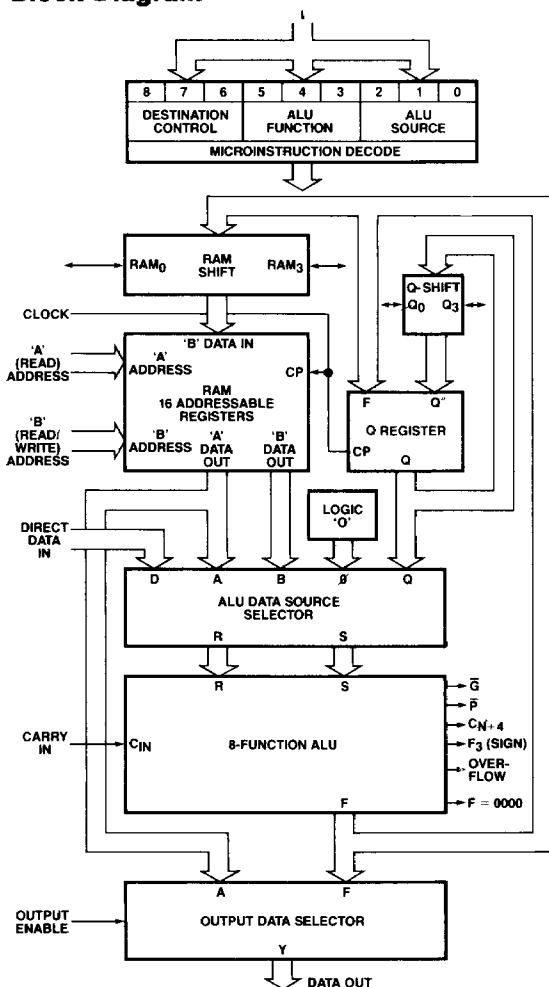 8 7 6 5 4 3 2 1 0
DESTINATION CONTROL
ALU FUNCTION
ALU SOURCE
MICROINSTRUCTION DECODE
RAM0
RAM SHIFT
RAM3
Q-SHIFT
Q0 Q3
CLOCK
'B' DATA IN
'A' (READ) ADDRESS
'A' ADDRESS
CP
RAM
16 ADDRESSABLE
REGISTERS
F Q
Q REGISTER
CP
Q
'B' (READ/ WRITE) ADDRESS
'B' ADDRESS
'A' DATA OUT
'B' DATA OUT
LOGIC '0'
DIRECT DATA IN
D A B 0 Q
ALU DATA SOURCE
SELECTOR
R S
R S
CARRY IN
CIN
8-FUNCTION ALU
F
G̅
P̅
CN+4
F3 (SIGN)
OVER-
FLOW
F = 0000
A F
OUTPUT ENABLE
OUTPUT DATA SELECTOR
Y
DATA OUT